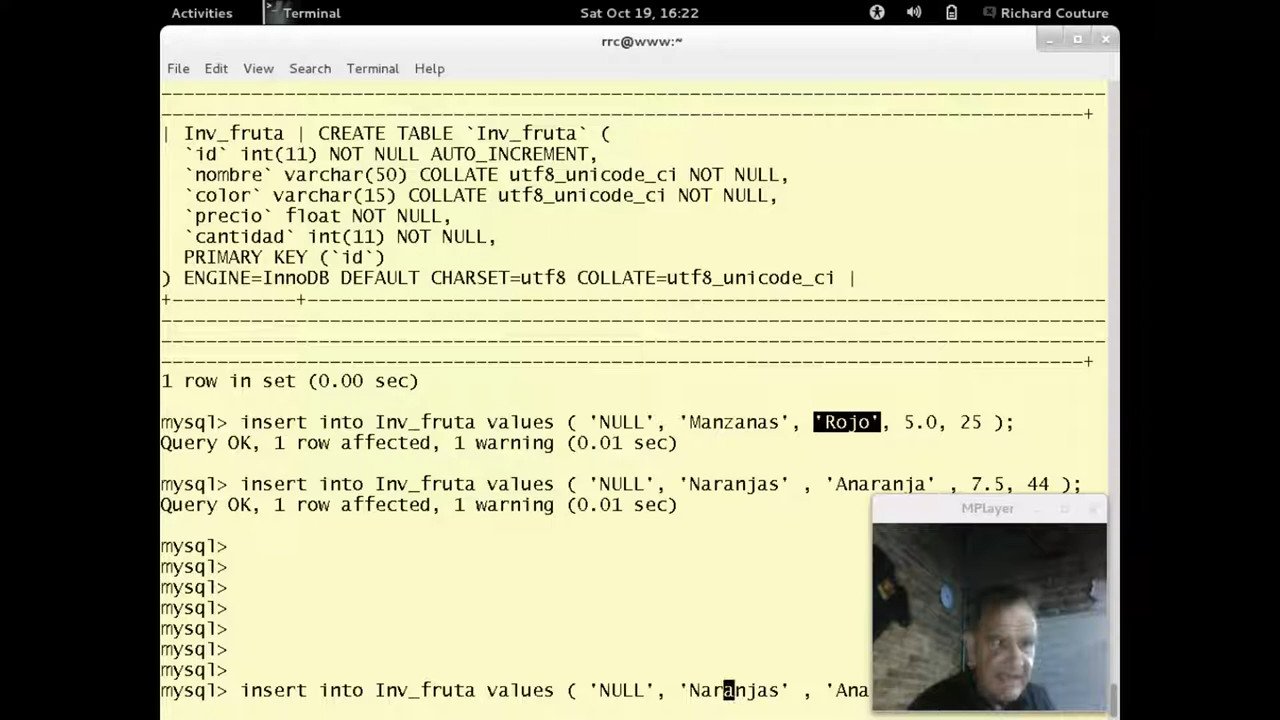 Activities Terminal Sat Oct 19, 16:22 Richard Couture
rrc@www:~
File Edit View Search Terminal Help
--------------------------------------------------------------------------------
---------------------------------------------------------------------------------+
| Inv_fruta | CREATE TABLE `Inv_fruta` (
`id` int(11) NOT NULL AUTO_INCREMENT,
`nombre` varchar(50) COLLATE utf8_unicode_ci NOT NULL,
`color` varchar(15) COLLATE utf8_unicode_ci NOT NULL,
`precio` float NOT NULL,
`cantidad` int(11) NOT NULL,
PRIMARY KEY (`id`)
) ENGINE=InnoDB DEFAULT CHARSET=utf8 COLLATE=utf8_unicode_ci |
+-----------+-----------------------------------------------------------------------
--------------------------------------------------------------------------------
--------------------------------------------------------------------------------
---------------------------------------------------------------------------------+
1 row in set (0.00 sec)
mysql> insert into Inv_fruta values ( 'NULL', 'Manzanas', 'Rojo', 5.0, 25 );
Query OK, 1 row affected, 1 warning (0.01 sec)
mysql> insert into Inv_fruta values ( 'NULL', 'Naranjas' , 'Anaranja' , 7.5, 44 );
Query OK, 1 row affected, 1 warning (0.01 sec)
MPlayer
mysql>
mysql>
mysql>
mysql>
mysql>
mysql>
mysql>
mysql> insert into Inv_fruta values ( 'NULL', 'Naranjas' , 'Ana